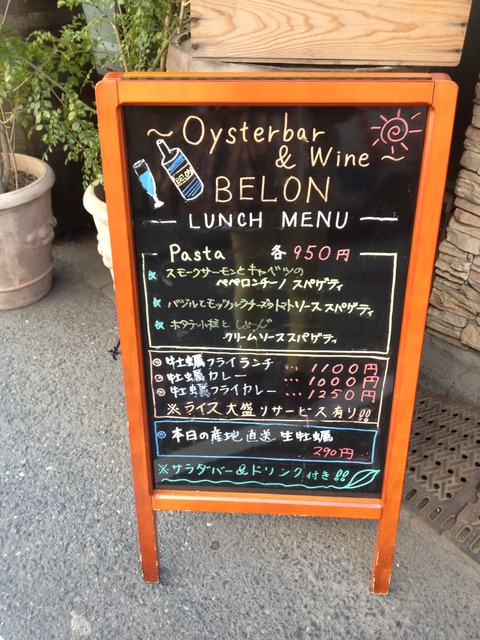 ~Oysterbar
& Wine~
BELON
BELON
LUNCH MENU
Pasta 各950円
スモークサーモンとキャベツの
ペペロンチーノ スパゲティ
バジルとモッツァレラチーズのトマトソース スパゲティ
ホタテ小柱と
クリームソーススパゲティ
◎牡蠣フライランチ ・・・ 1100円
◎牡蠣カレー ・・・ 1000円
◎牡蠣フライカレー ・・・ 1250円
※ライス大盛りサービス有り!!
◎本日の産地直送 生牡蠣
290円
※サラダバー&ドリンク付き!!